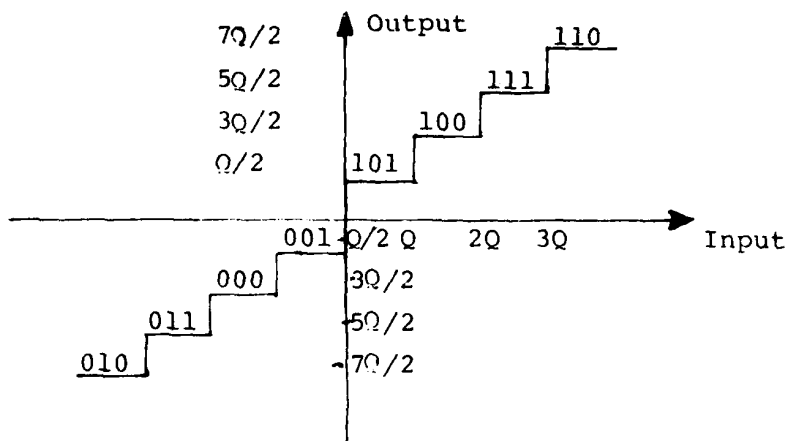 7Q/2
Output
110
5Q/2
111
3Q/2
100
Q/2
101
001
-Q/2
Q
2Q
3Q
Input
000
-3Q/2
011
-5Q/2
010
-7Q/2